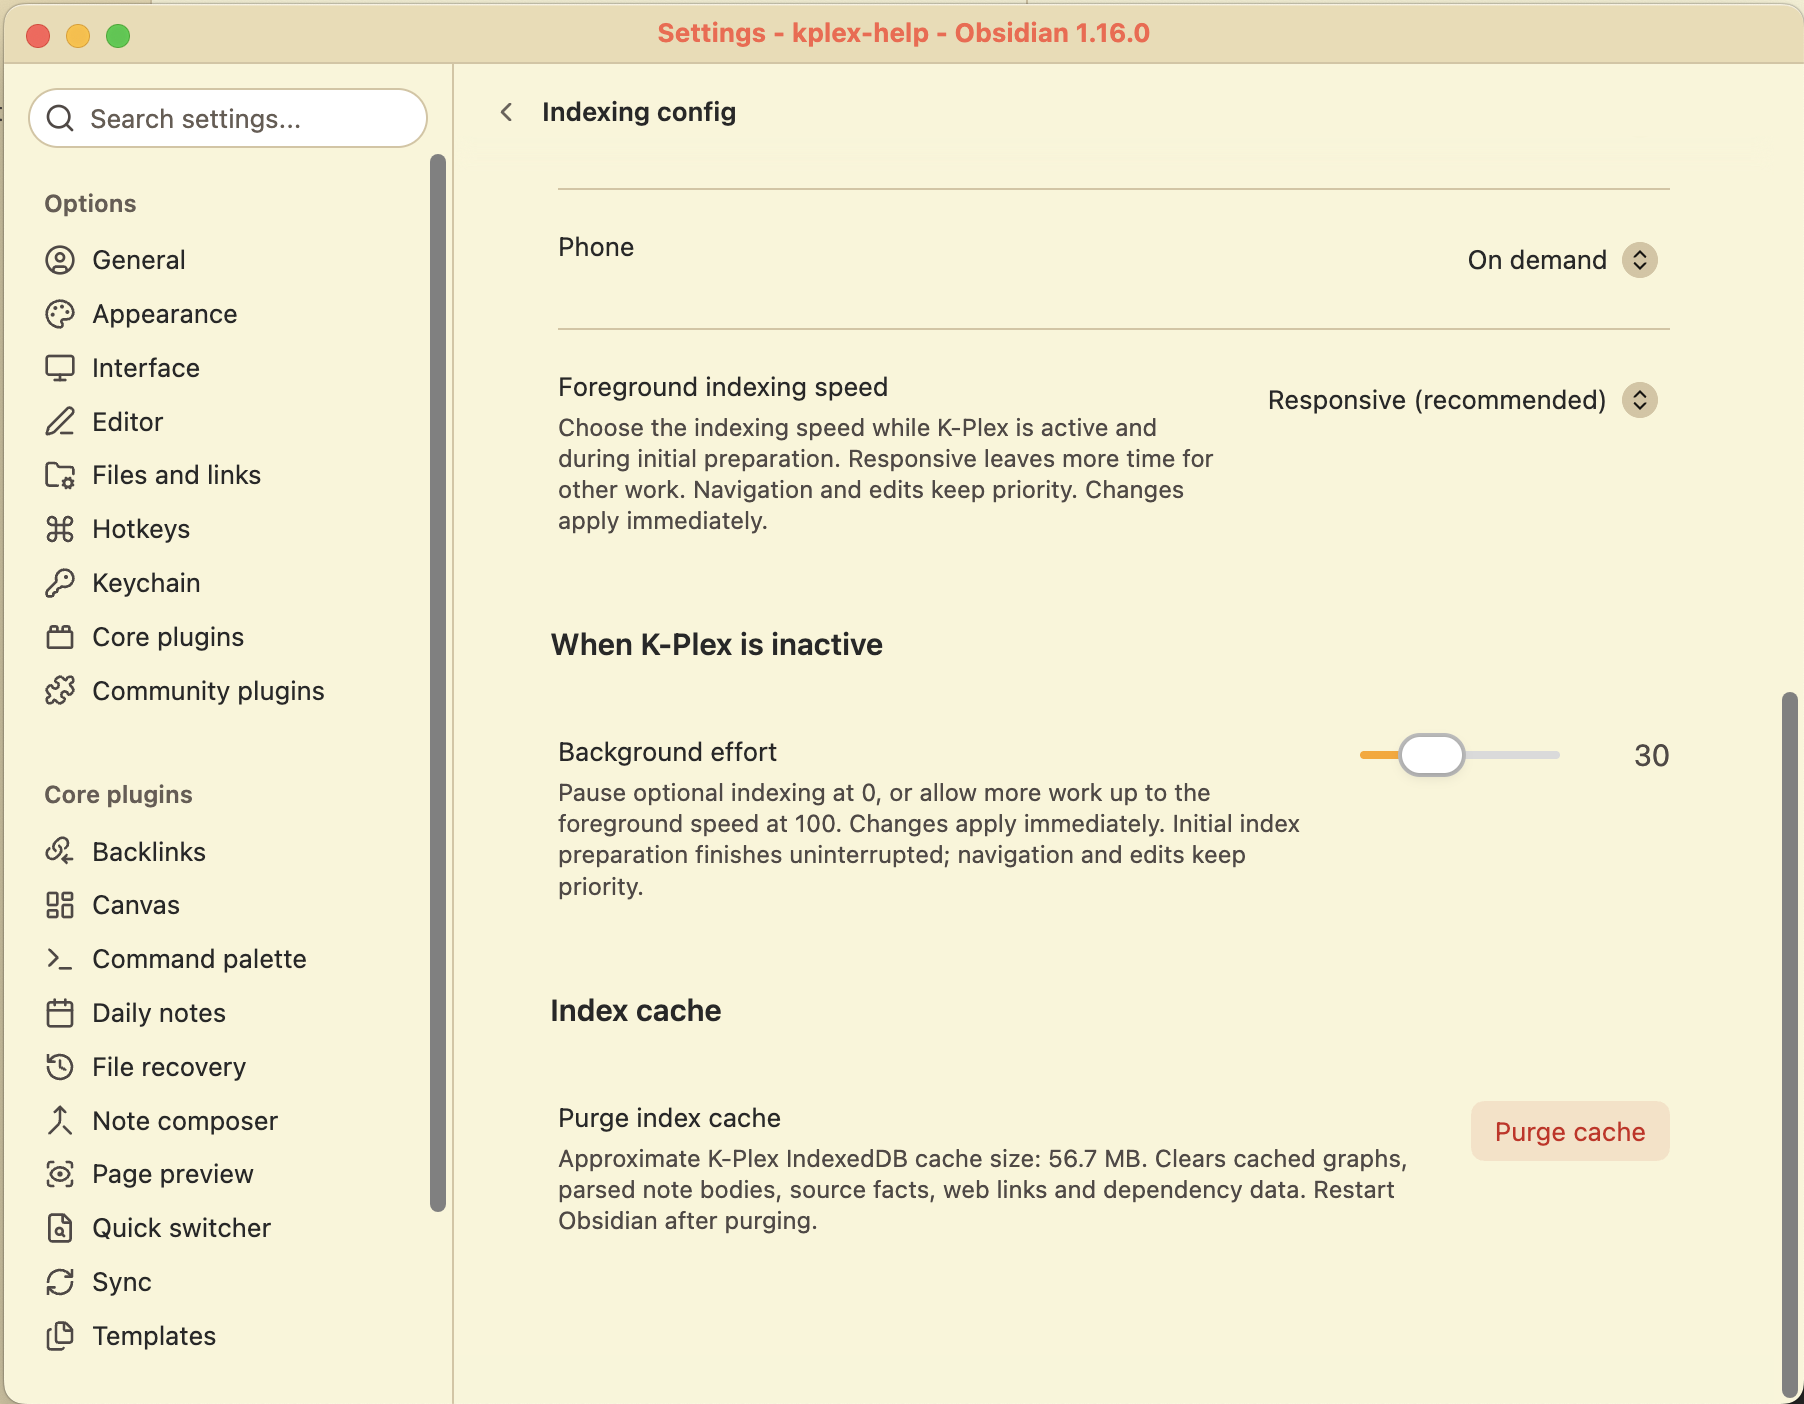 Settings - kplex-help - Obsidian 1.16.0
Search settings...
Options
General
Appearance
Interface
Editor
Files and links
Hotkeys
Keychain
Core plugins
Community plugins
Core plugins
Backlinks
Canvas
Command palette
Daily notes
File recovery
Note composer
Page preview
Quick switcher
Sync
Templates
Indexing config
Phone
On demand
Foreground indexing speed
Responsive (recommended)
Choose the indexing speed while K-Plex is active and
during initial preparation. Responsive leaves more time for
other work. Navigation and edits keep priority. Changes
apply immediately.
When K-Plex is inactive
Background effort
30
Pause optional indexing at 0, or allow more work up to the
foreground speed at 100. Changes apply immediately. Initial index
preparation finishes uninterrupted; navigation and edits keep
priority.
Index cache
Purge index cache
Purge cache
Approximate K-Plex IndexedDB cache size: 56.7 MB. Clears cached graphs,
parsed note bodies, source facts, web links and dependency data. Restart
Obsidian after purging.